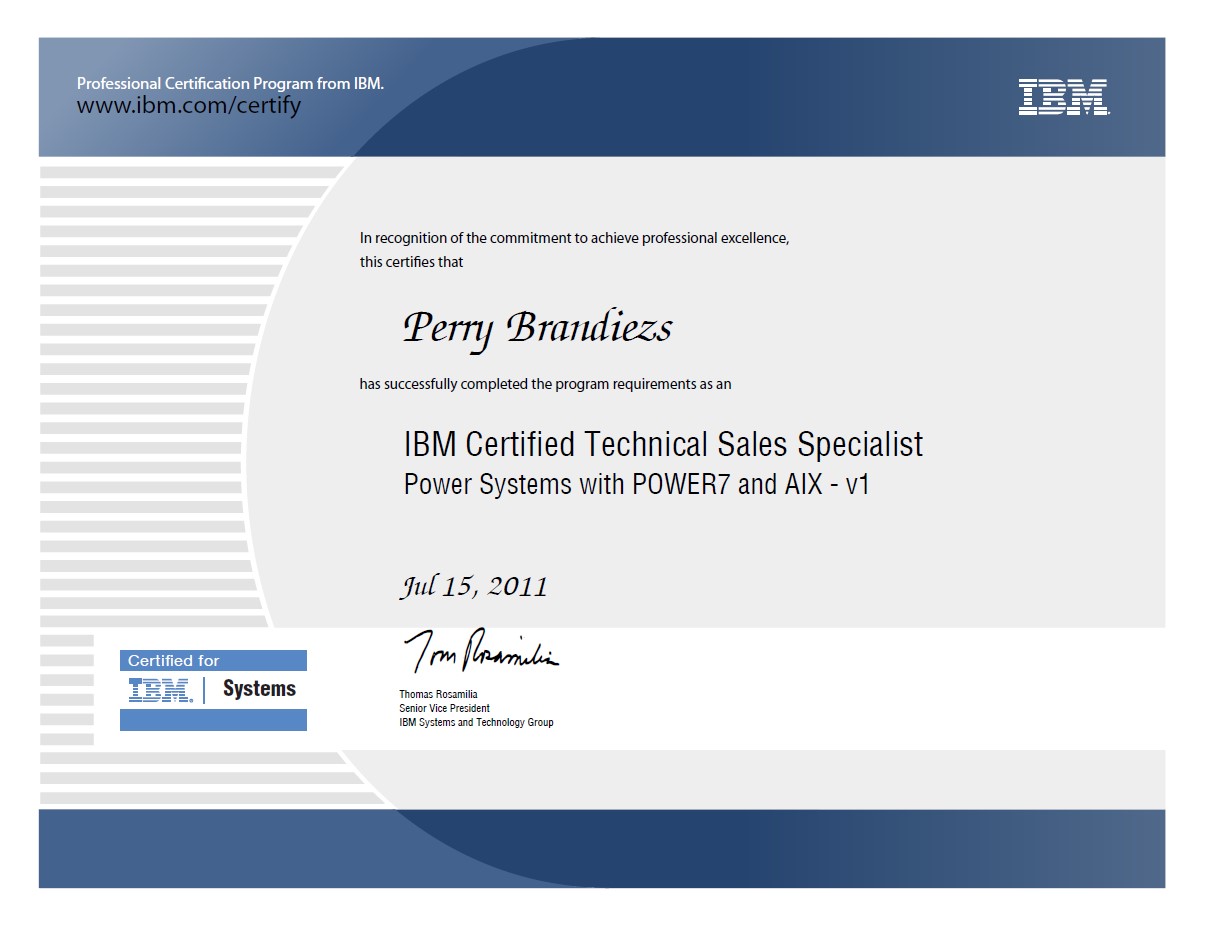 Professional Certification Program from IBM.
www.ibm.com/certify
IBM
In recognition of the commitment to achieve professional excellence,
this certifies that
Perry Brandiezs
has successfully completed the program requirements as an
IBM Certified Technical Sales Specialist
Power Systems with POWER7 and AIX - v1
Jul 15, 2011
Tom Rosamilia
Thomas Rosamilia
Senior Vice President
IBM Systems and Technology Group
Certified for
IBM. | Systems